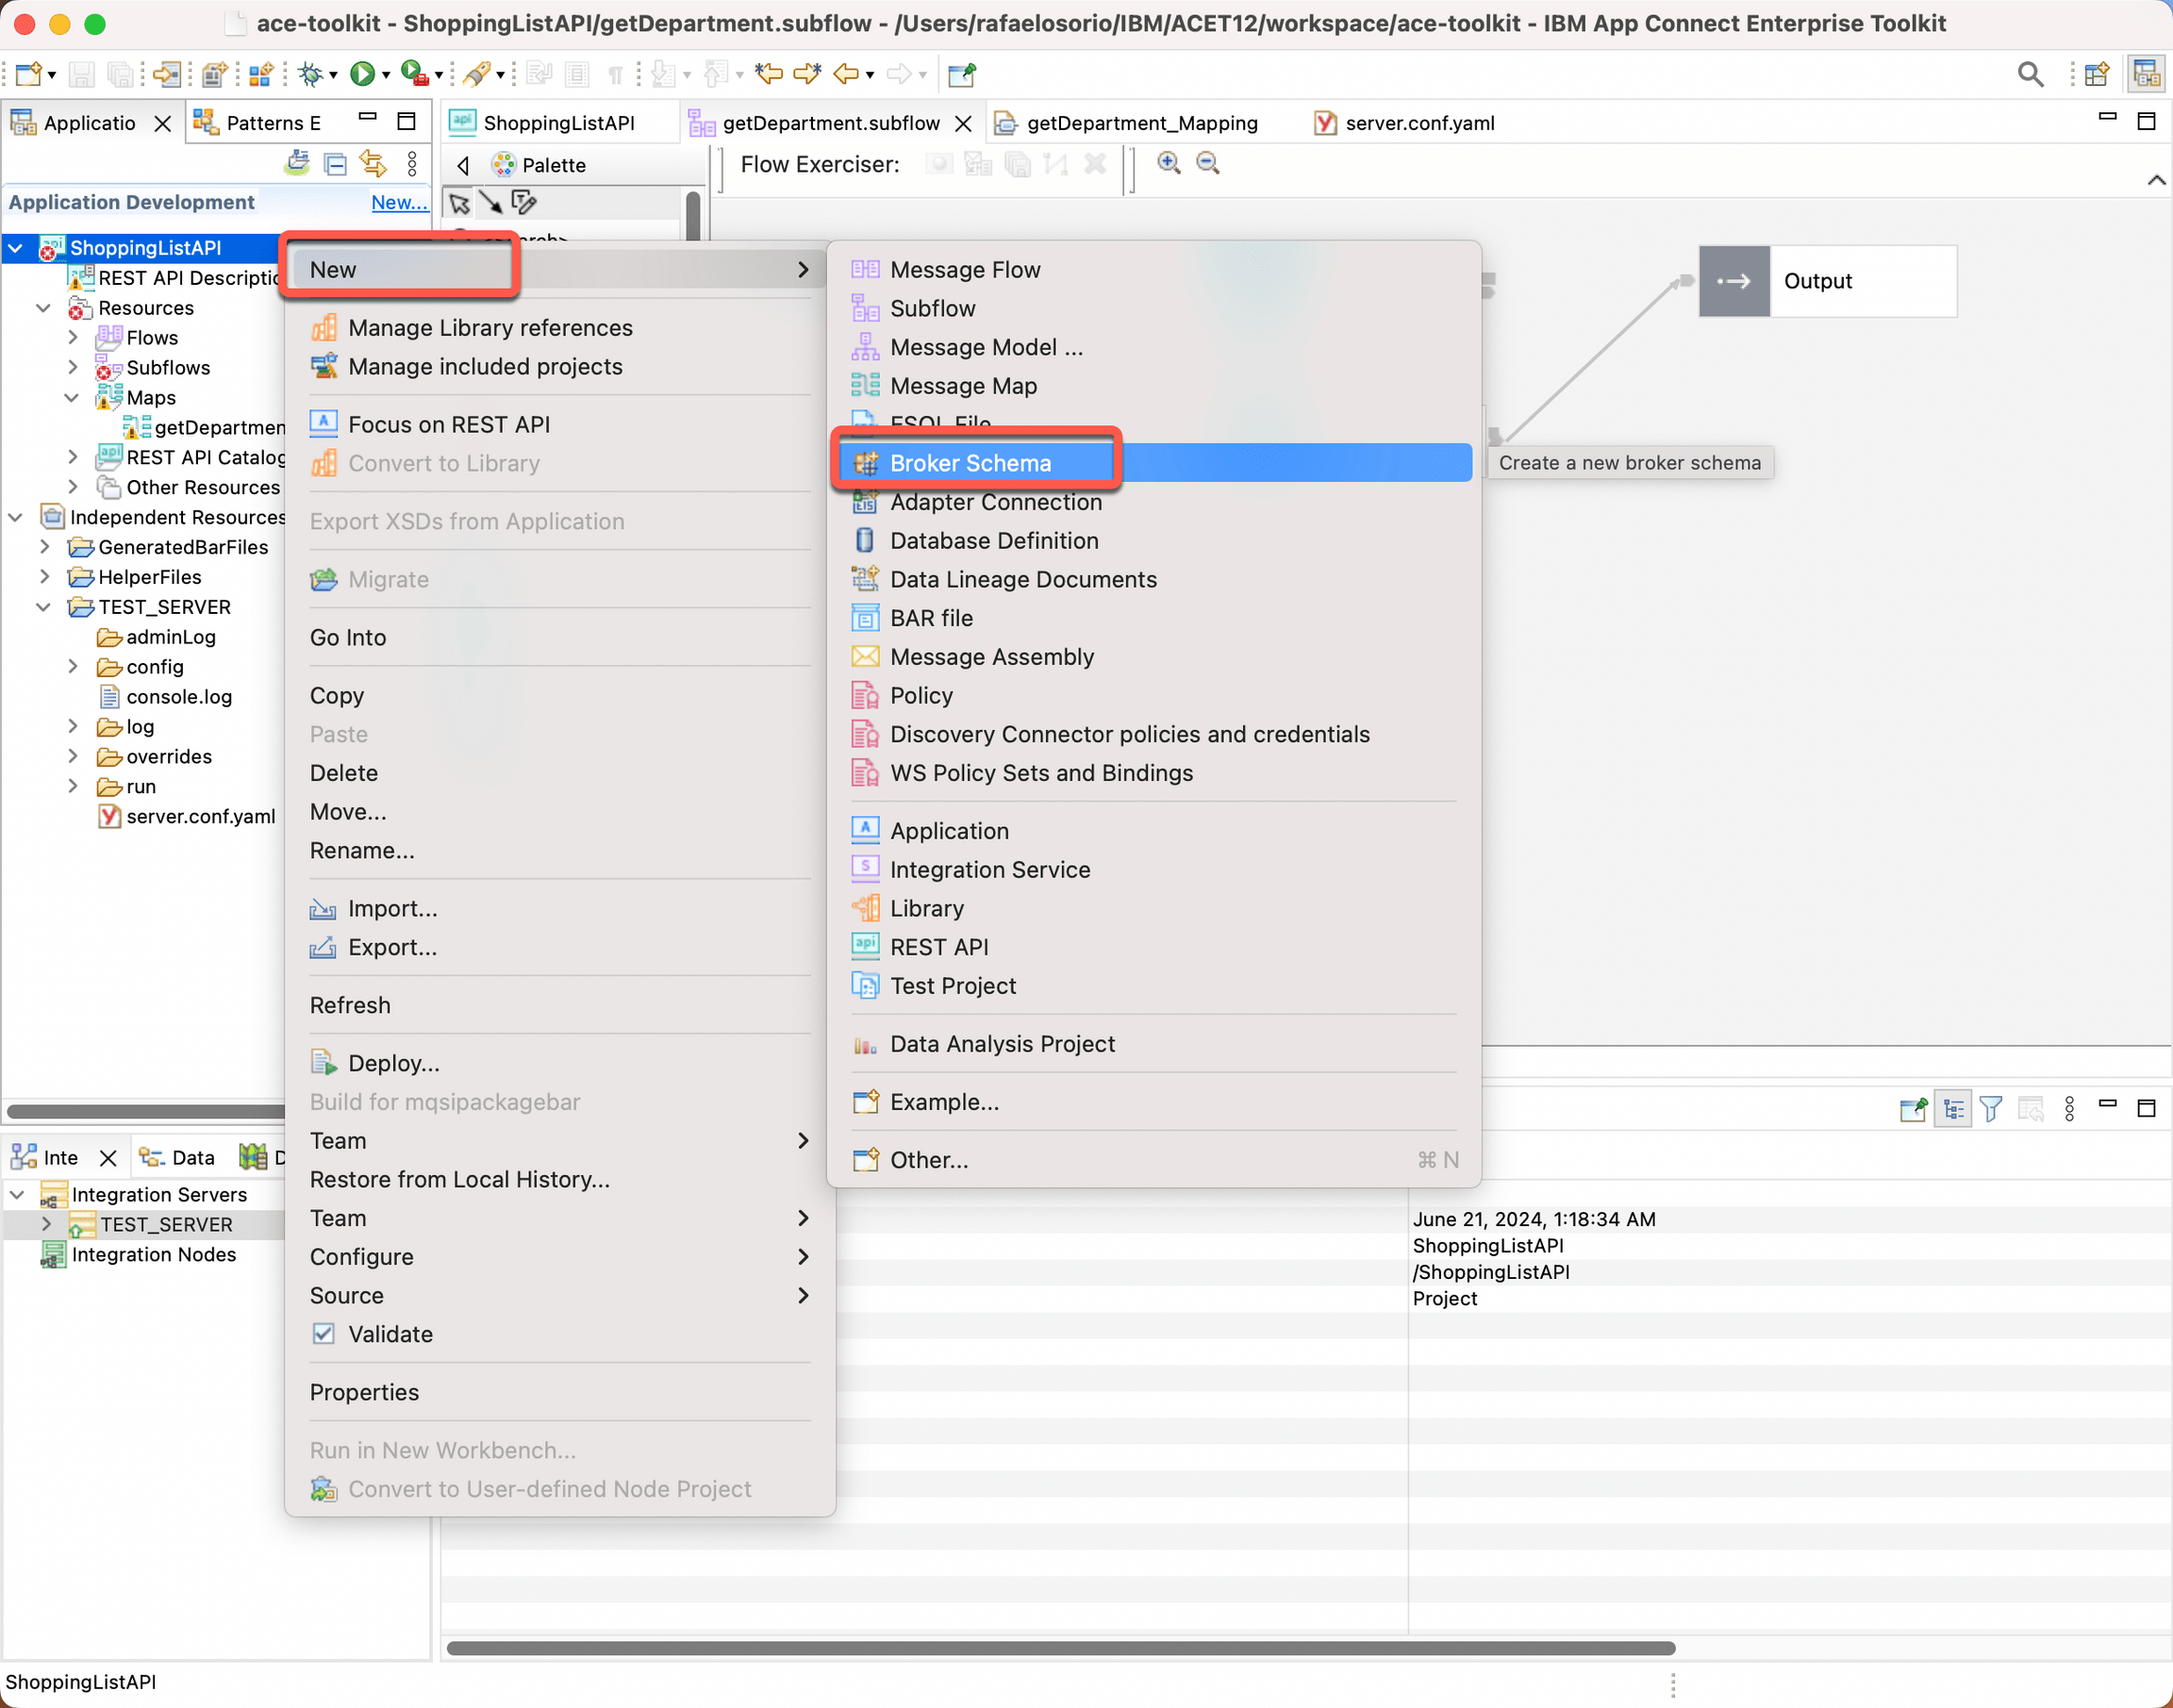 ace-toolkit - ShoppingListAPI/getDepartment.subflow - /Users/rafaelosorio/IBM/ACET12/workspace/ace-toolkit - IBM App Connect Enterprise Toolkit
Applicatio
Patterns E
ShoppingListAPI
getDepartment.subflow
getDepartment_Mapping
server.conf.yaml
Palette
Flow Exerciser:
Application Development
New...
ShoppingListAPI
REST API Descriptio
Resources
Flows
Subflows
Maps
getDepartmen
REST API Catalog
Other Resources
Independent Resources
GeneratedBarFiles
HelperFiles
TEST_SERVER
adminLog
config
console.log
log
overrides
run
server.conf.yaml
New
Manage Library references
Manage included projects
Focus on REST API
Convert to Library
Export XSDs from Application
Migrate
Go Into
Copy
Paste
Delete
Move...
Rename...
Import...
Export...
Refresh
Deploy...
Build for mqsipackagebar
Team
Restore from Local History...
Team
Configure
Source
Validate
Properties
Run in New Workbench...
Convert to User-defined Node Project
Message Flow
Subflow
Message Model ...
Message Map
ESQL File
Broker Schema
Adapter Connection
Database Definition
Data Lineage Documents
BAR file
Message Assembly
Policy
Discovery Connector policies and credentials
WS Policy Sets and Bindings
Application
Integration Service
Library
REST API
Test Project
Data Analysis Project
Example...
Other...
⌘ N
Output
Create a new broker schema
Inte
Data
D
Integration Servers
TEST_SERVER
Integration Nodes
June 21, 2024, 1:18:34 AM
ShoppingListAPI
/ShoppingListAPI
Project
ShoppingListAPI